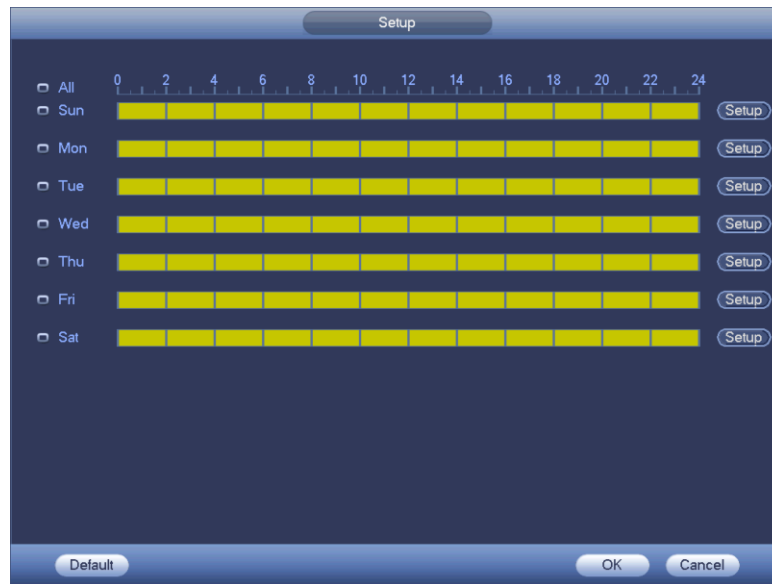 Setup
All 0 2 4 6 8 10 12 14 16 18 20 22 24
Sun Setup
Mon Setup
Tue Setup
Wed Setup
Thu Setup
Fri Setup
Sat Setup
Default OK Cancel